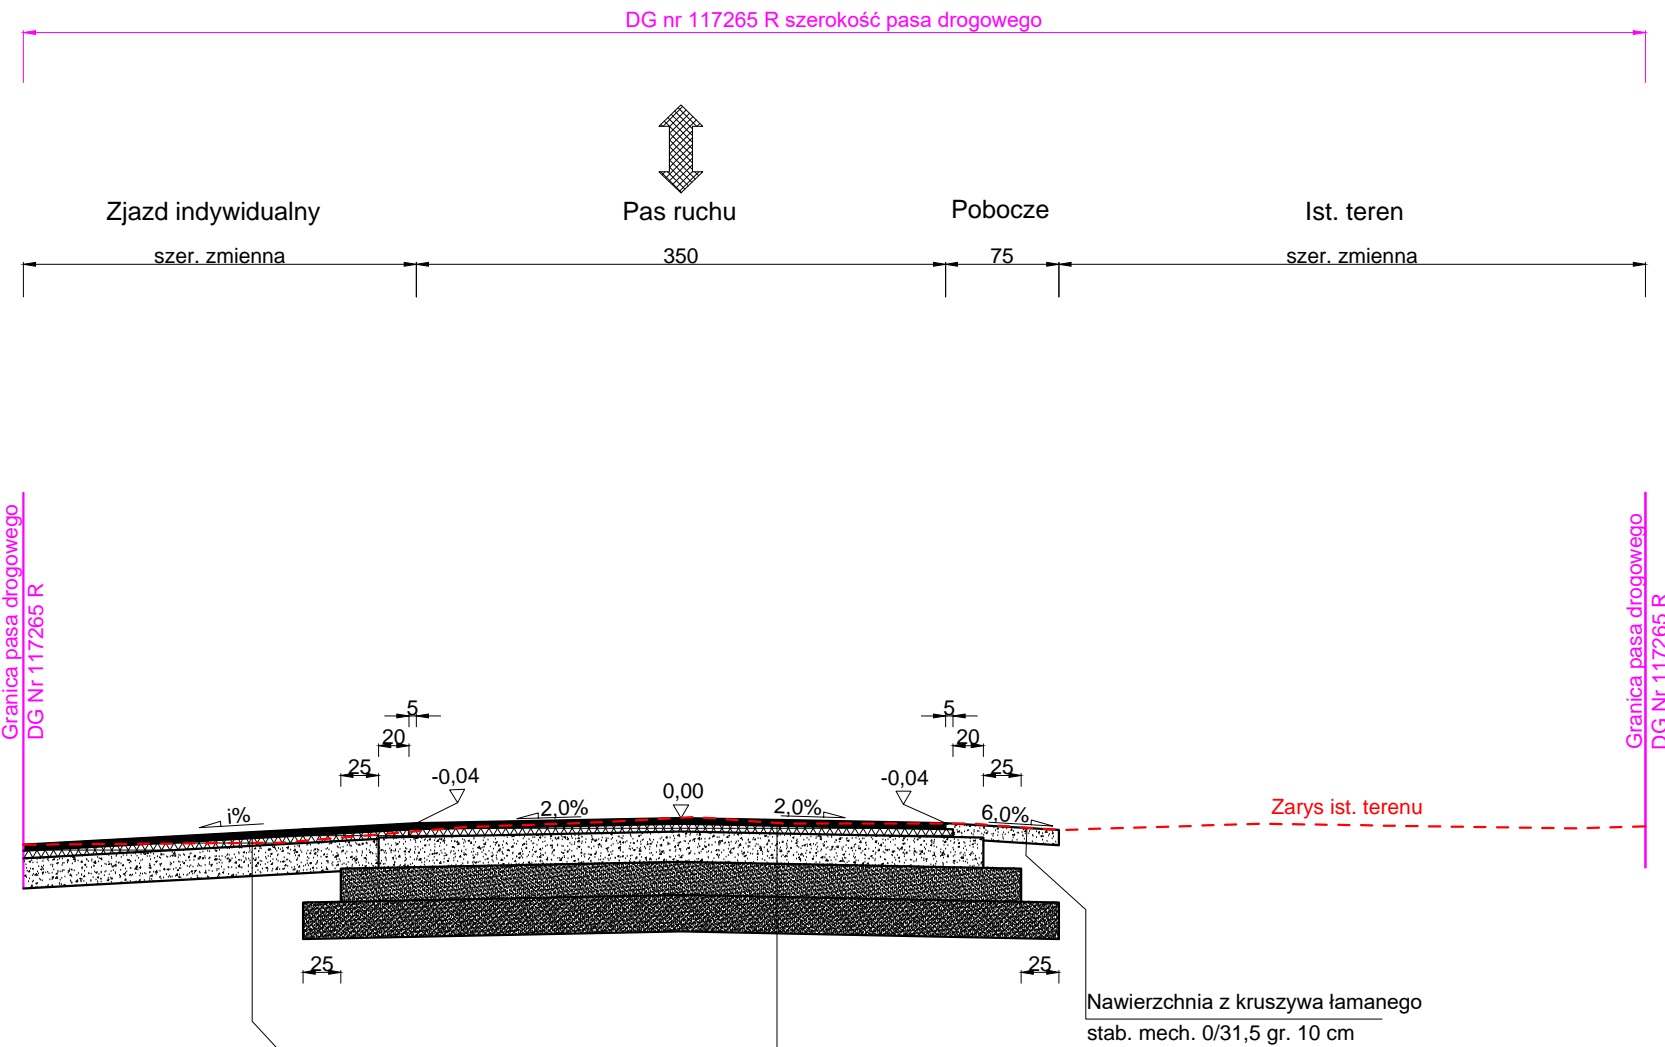 DG nr 117265 R szerokość pasa drogowego
Zjazd indywidualny
Pas ruchu
Pobocze
Ist. teren
szer. zmienna
350
75
szer. zmienna
Granica pasa drogowego
DG Nr 117265 R
Granica pasa drogowego
DG Nr 117265 R
5
5
20
20
25
25
-0,04
0,00
-0,04
i%
2,0%
2,0%
6,0%
Zarys ist. terenu
25
25
Nawierzchnia z kruszywa łamanego
stab. mech. 0/31,5 gr. 10 cm